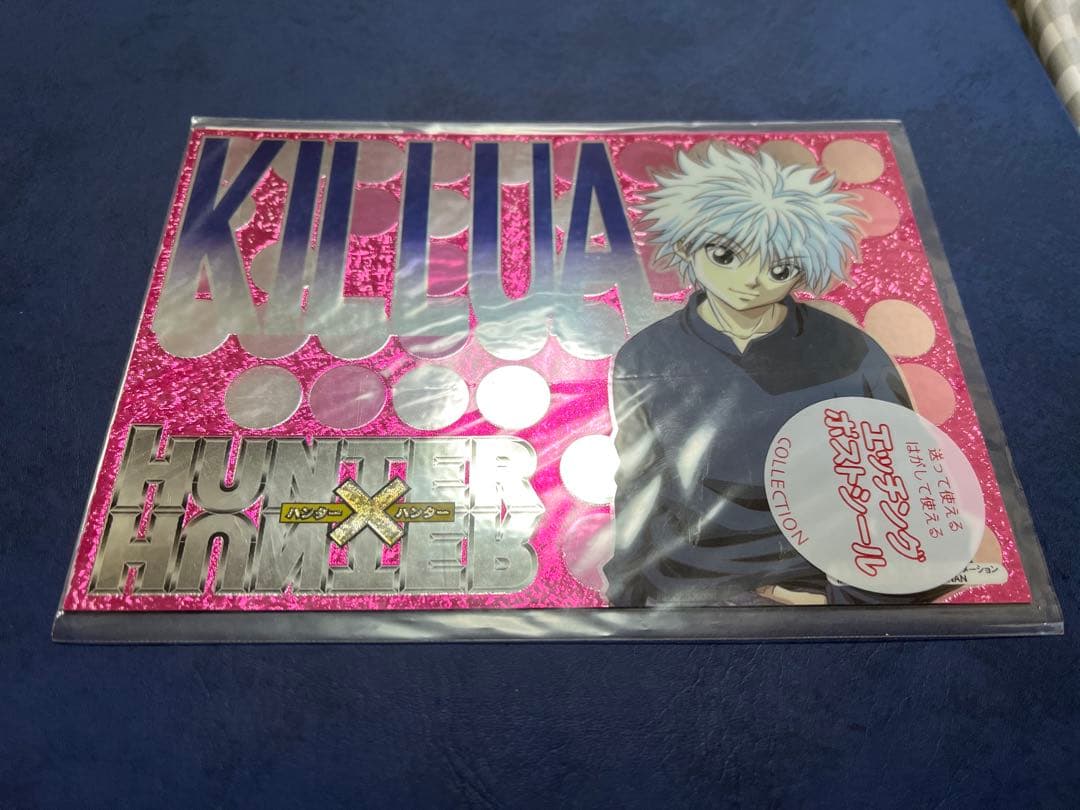 KILLUA
HUNTER
ハンター×ハンター
HUNTER
送って使える
はがして使える
エッチング
ポストシール
COLLECTION